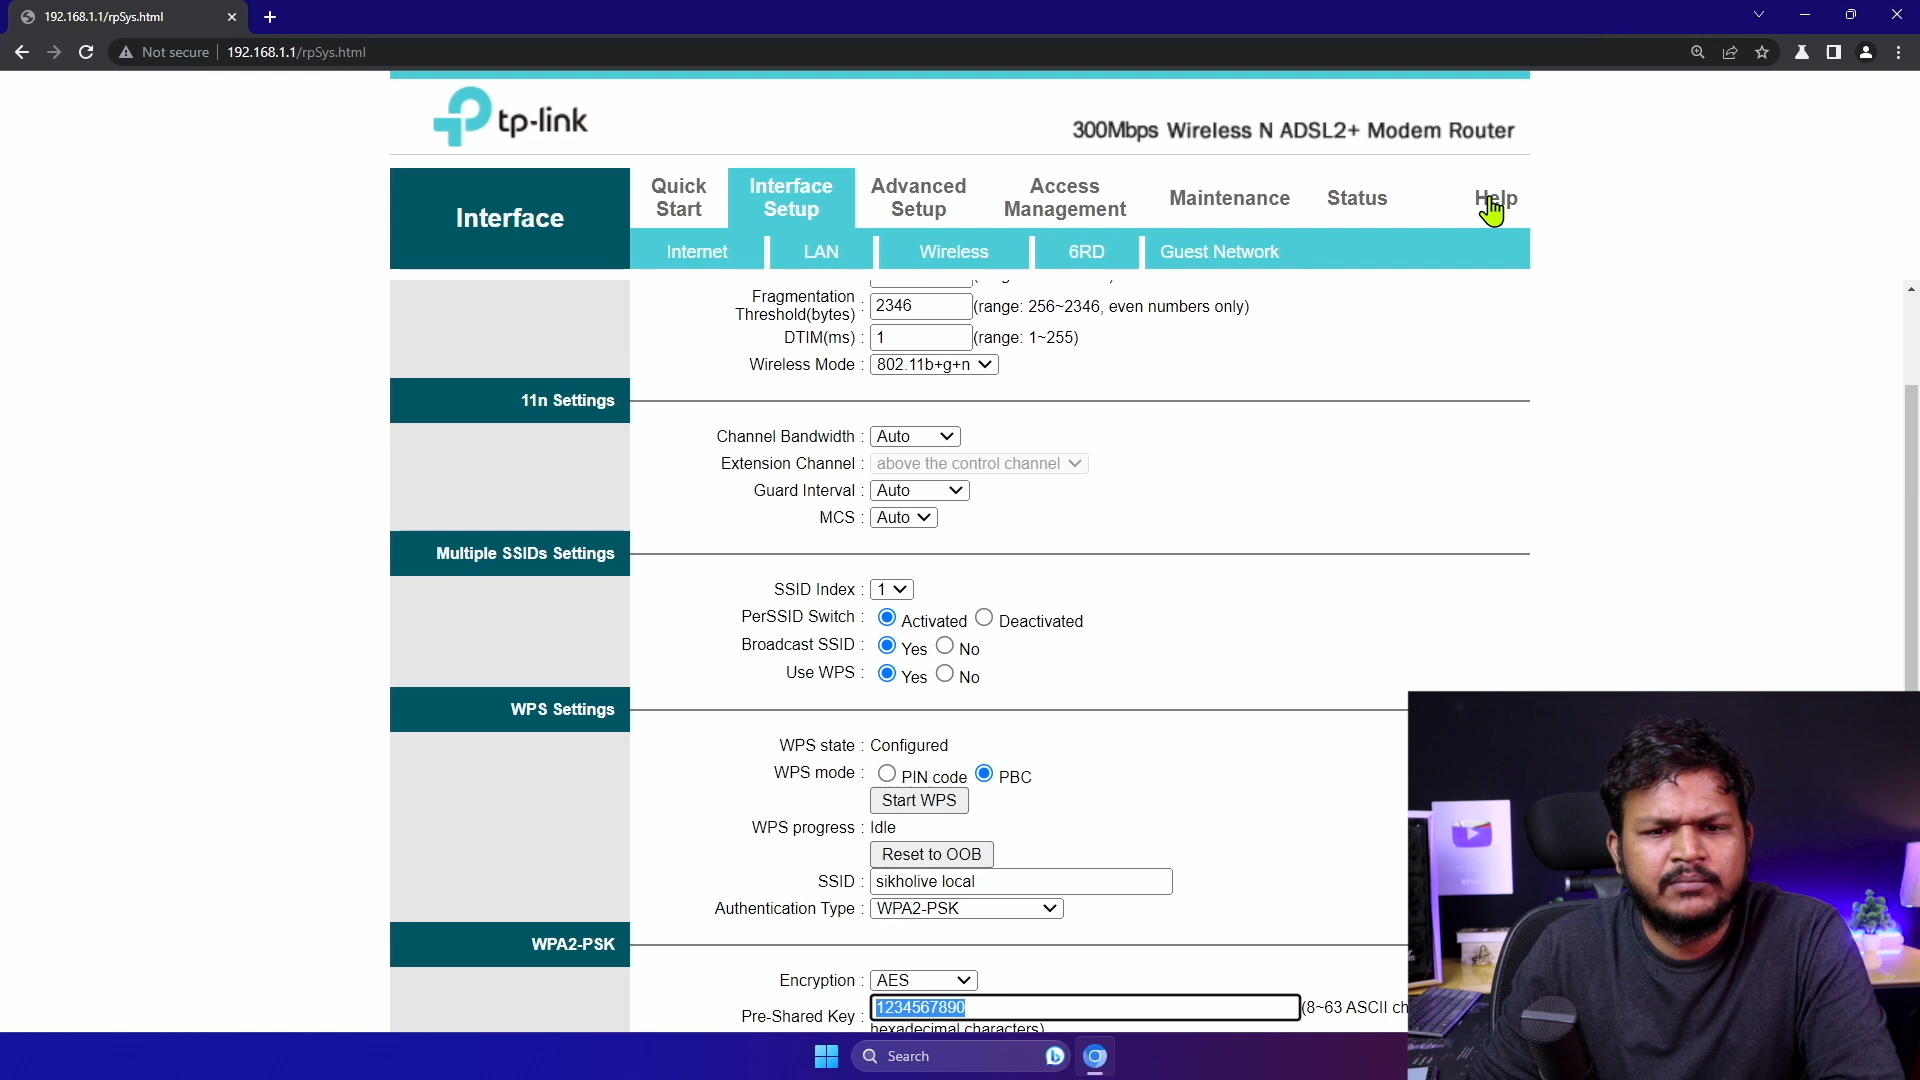 192.168.1.1/rpSys.html
Not secure 192.168.1.1/rpSys.html
tp-link
300Mbps Wireless N ADSL2+ Modem Router
Interface
Quick Start
Interface Setup
Advanced Setup
Access Management
Maintenance
Status
Help
Internet
LAN
Wireless
6RD
Guest Network
Fragmentation Threshold(bytes) : 2346 (range: 256~2346, even numbers only)
DTIM(ms) : 1 (range: 1~255)
Wireless Mode : 802.11b+g+n
11n Settings
Channel Bandwidth : Auto
Extension Channel : above the control channel
Guard Interval : Auto
MCS : Auto
Multiple SSIDs Settings
SSID Index : 1
PerSSID Switch : Activated Deactivated
Broadcast SSID : Yes No
Use WPS : Yes No
WPS Settings
WPS state : Configured
WPS mode : PIN code PBC
Start WPS
WPS progress : Idle
Reset to OOB
SSID : sikholive local
Authentication Type : WPA2-PSK
WPA2-PSK
Encryption : AES
Pre-Shared Key : 1234567890 (8~63 ASCII ch
hexadecimal characters)
Search